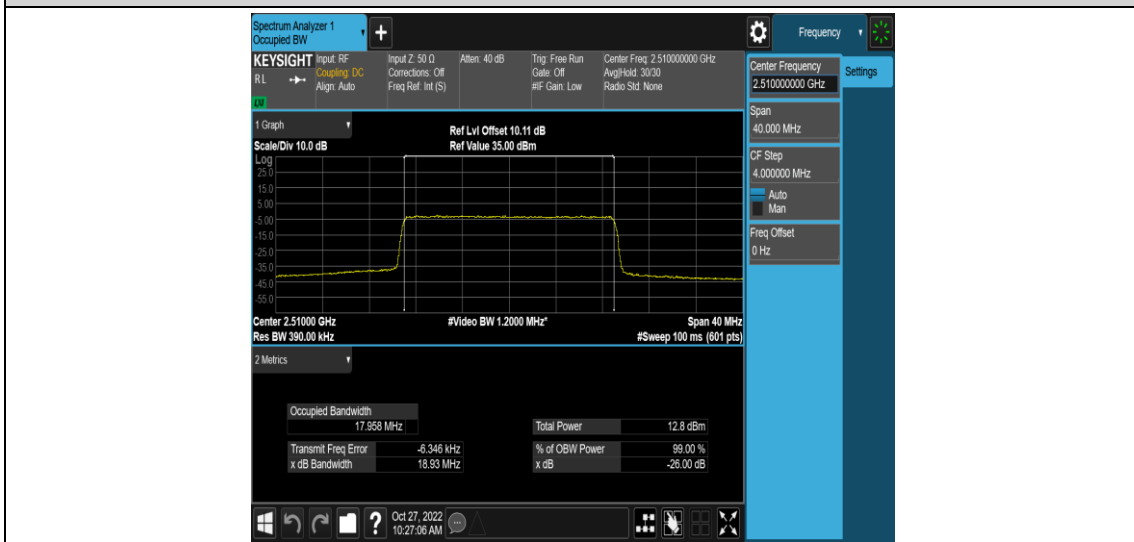 Spectrum Analyzer 1
Occupied BW
Frequency
KEYSIGHT
RL
LXI
Input: RF
Coupling: DC
Align: Auto
Input Z: 50 Ω
Corrections: Off
Freq Ref: Int (S)
Atten: 40 dB
Trig: Free Run
Gate: Off
#IF Gain: Low
Center Freq: 2.510000000 GHz
Avg|Hold: 30/30
Radio Std: None
Center Frequency
2.510000000 GHz
Settings
Span
40.000 MHz
CF Step
4.000000 MHz
Auto
Man
Freq Offset
0 Hz
1 Graph
Scale/Div 10.0 dB
Ref Lvl Offset 10.11 dB
Ref Value 35.00 dBm
Log
25.0
15.0
5.00
-5.00
-15.0
-25.0
-35.0
-45.0
-55.0
Center 2.51000 GHz
#Video BW 1.2000 MHz*
Span 40 MHz
Res BW 390.00 kHz
#Sweep 100 ms (601 pts)
2 Metrics
Occupied Bandwidth
17.958 MHz
Total Power 12.8 dBm
Transmit Freq Error -6.346 kHz
% of OBW Power 99.00 %
x dB Bandwidth 18.93 MHz
x dB -26.00 dB
?
Oct 27, 2022
10:27:06 AM